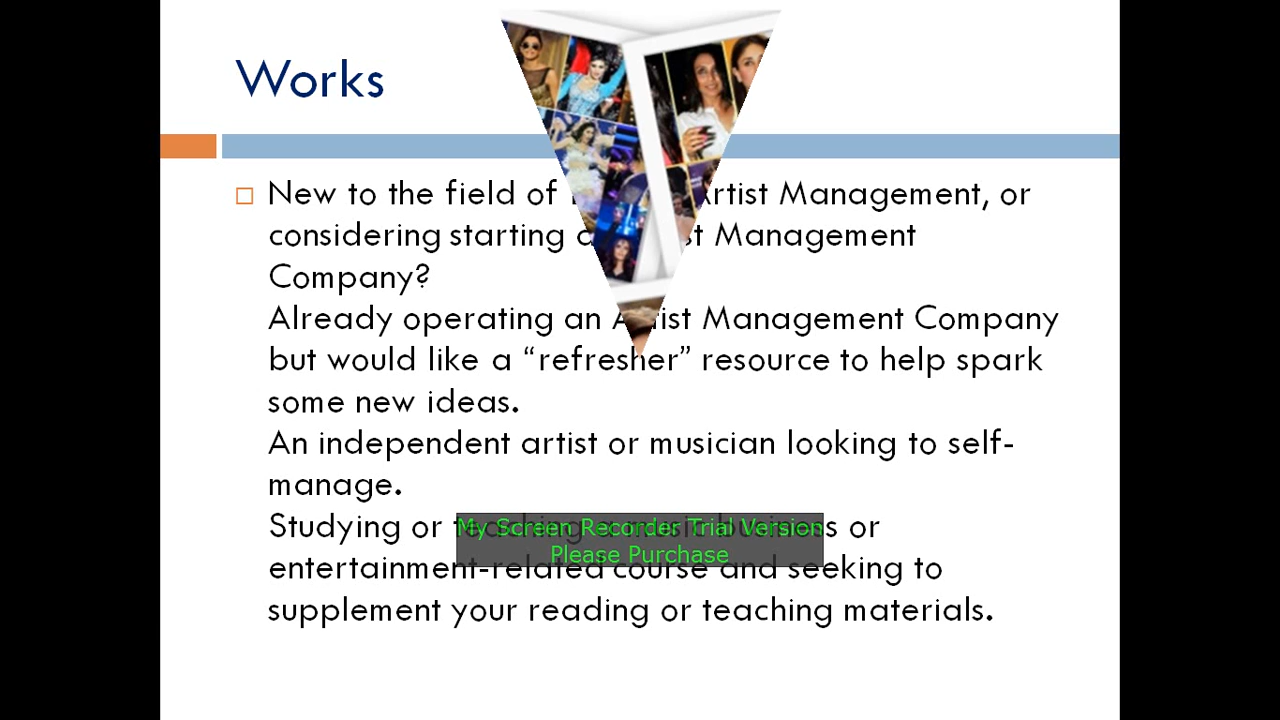 Works
New to the field of Artist Management, or
considering starting Management
Company?
Already operating an Artist Management Company
but would like a “refresher” resource to help spark
some new ideas.
An independent artist or musician looking to self-
manage.
Studying or teaching a music business or
My Screen Recorder Trial Version
Please Purchase
entertainment-related course and seeking to
supplement your reading or teaching materials.